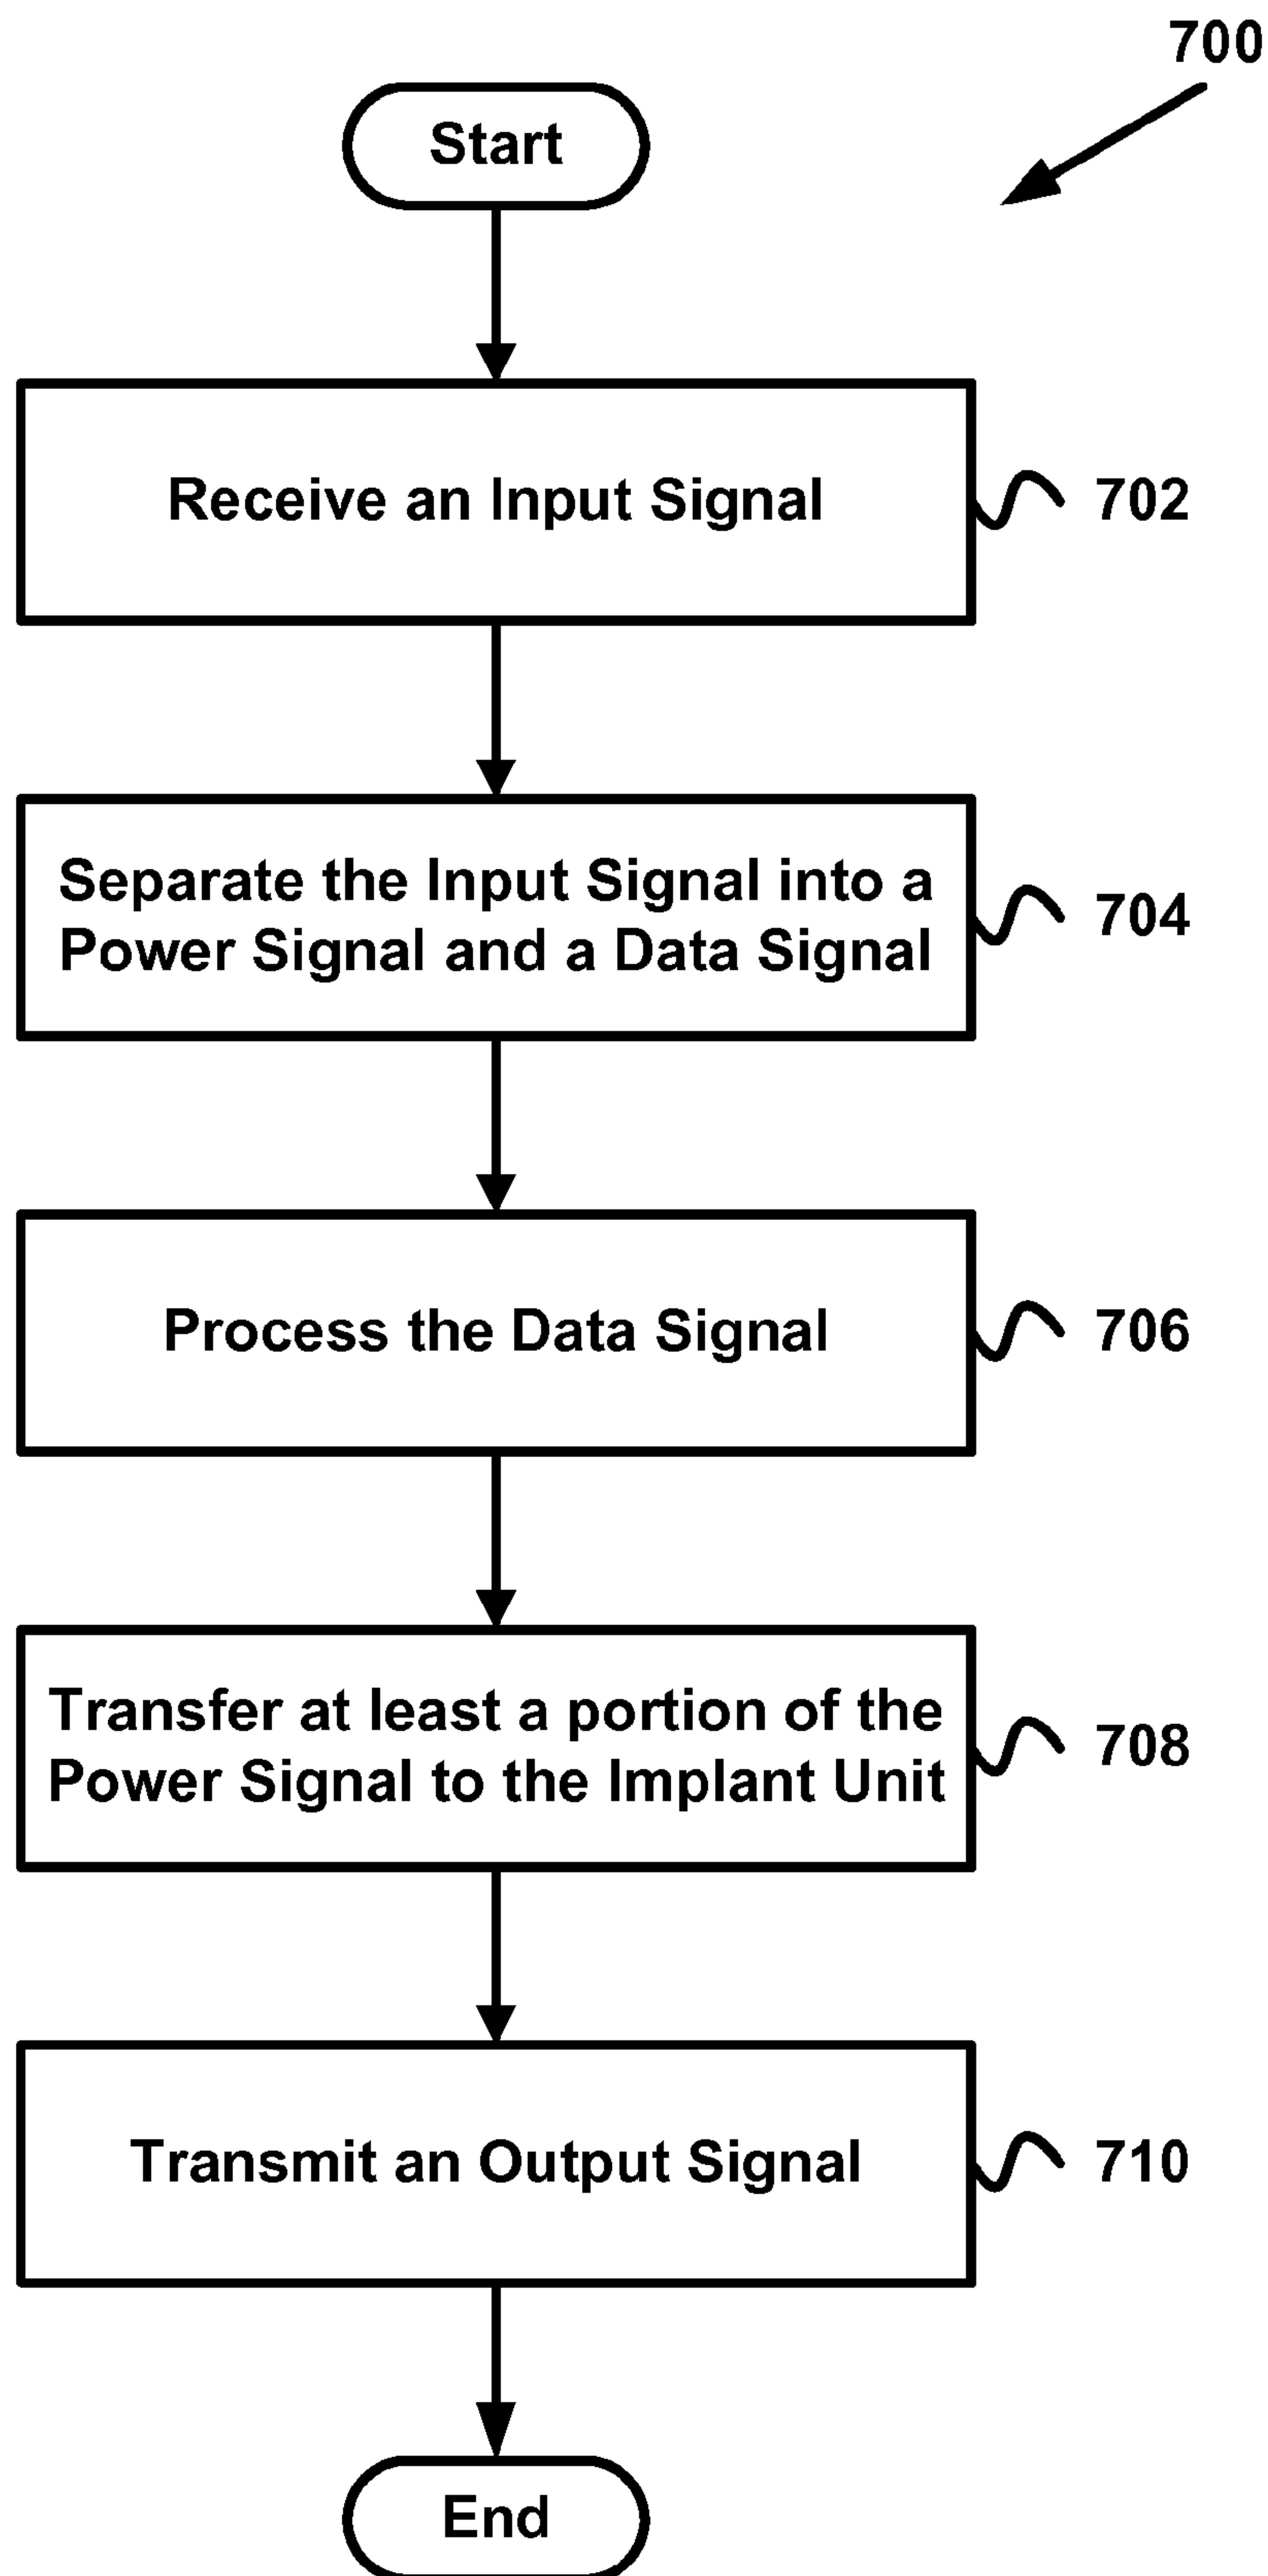 700
Start
Receive an Input Signal
702
Separate the Input Signal into a
Power Signal and a Data Signal
704
Process the Data Signal
706
Transfer at least a portion of the
Power Signal to the Implant Unit
708
Transmit an Output Signal
710
End